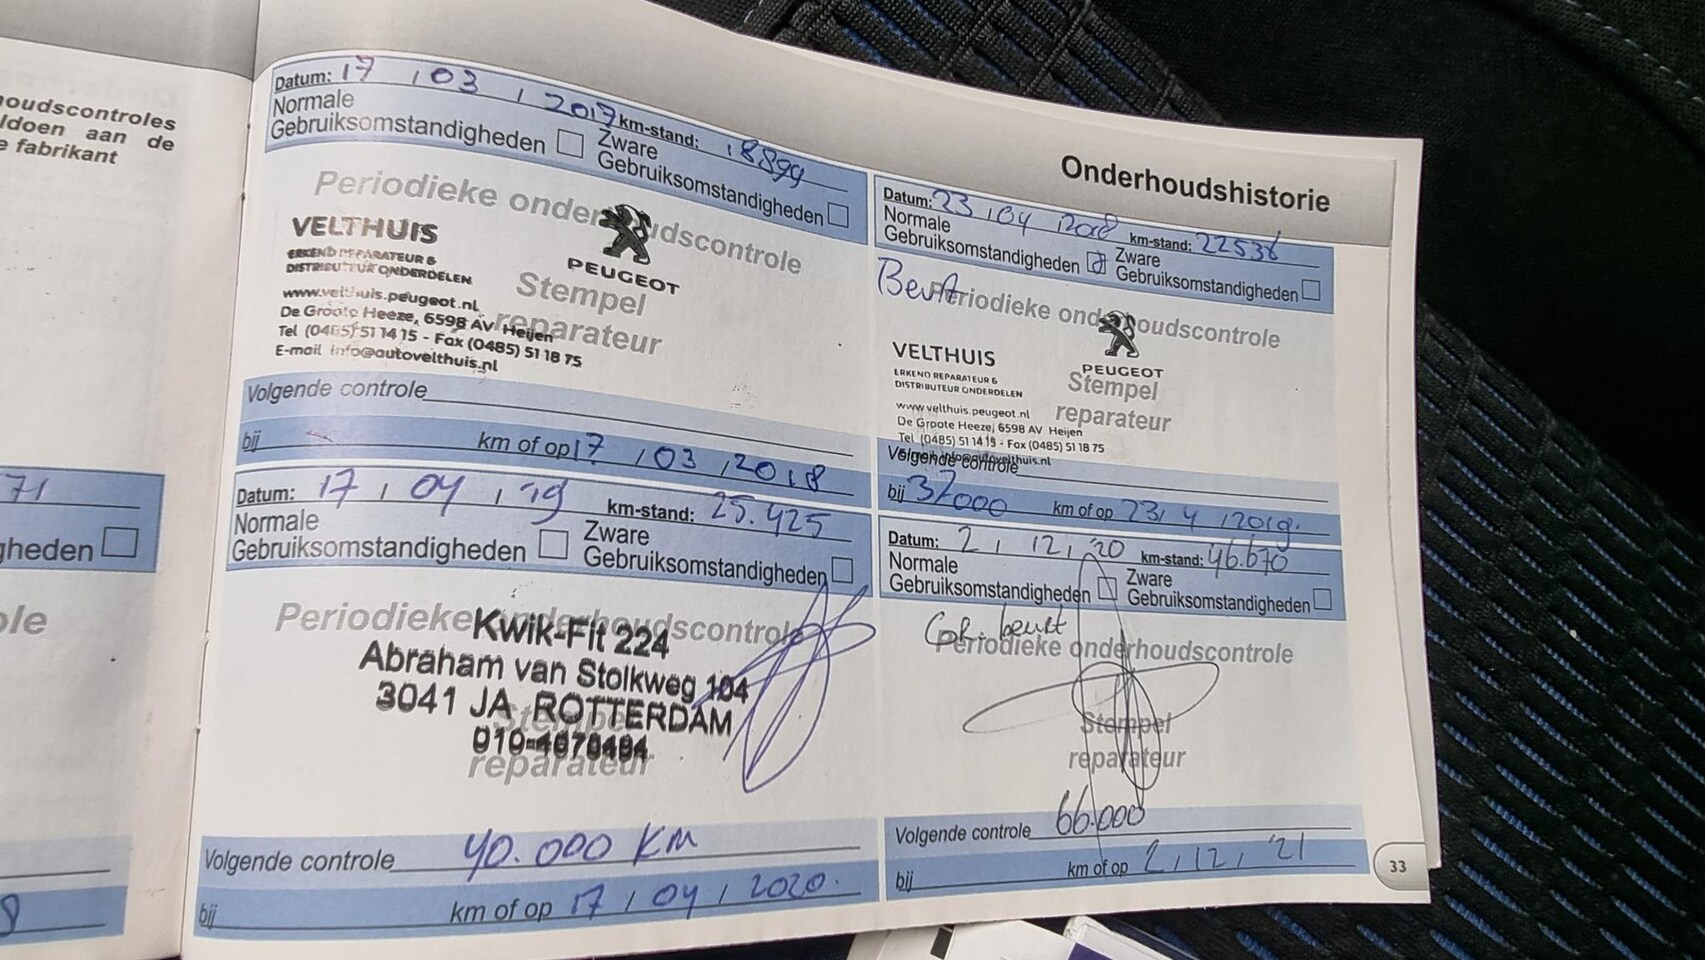 houdscontroles
ldoen aan de
e fabrikant
71
gheden
ole
8
Onderhoudshistorie
Datum: 17 / 03 / 2017 km-stand: 18899
Normale Gebruiksomstandigheden
Zware Gebruiksomstandigheden
Periodieke onderhoudscontrole
VELTHUIS
PEUGEOT
ERKEND REPARATEUR &
DISTRIBUTEUR ONDERDELEN
Stempel
reparateur
www.velthuis.peugeot.nl
De Groote Heeze, 6598 AV Heijen
Tel (0485) 51 14 15 - Fax (0485) 51 18 75
E-mail info@autovelthuis.nl
Volgende controle
bij km of op 17 / 03 / 2018
Datum: 23 / 04 / 2018 km-stand: 22538
Normale Gebruiksomstandigheden
Zware Gebruiksomstandigheden
Beurt
Periodieke onderhoudscontrole
VELTHUIS
PEUGEOT
ERKEND REPARATEUR &
DISTRIBUTEUR ONDERDELEN
Stempel
reparateur
www.velthuis.peugeot.nl
De Groote Heeze, 6598 AV Heijen
Tel (0485) 51 14 15 - Fax (0485) 51 18 75
E-mail info@autovelthuis.nl
Volgende controle
bij km of op 23 / 4 / 2019.
Datum: 17 / 04 / '19 km-stand: 25.425
Normale Gebruiksomstandigheden
Zware Gebruiksomstandigheden
Periodieke onderhoudscontrole
Kwik-Fit 224
Abraham van Stolkweg 104
3041 JA ROTTERDAM
Stempel
reparateur
Volgende controle 40.000 KM
bij km of op 17 / 04 / 2020.
Datum: 2 / 12 / '20 km-stand: 46.670
Normale Gebruiksomstandigheden
Zware Gebruiksomstandigheden
beurt
Periodieke onderhoudscontrole
Stempel
reparateur
Volgende controle 66.000
bij km of op 2 / 12 / '21
33